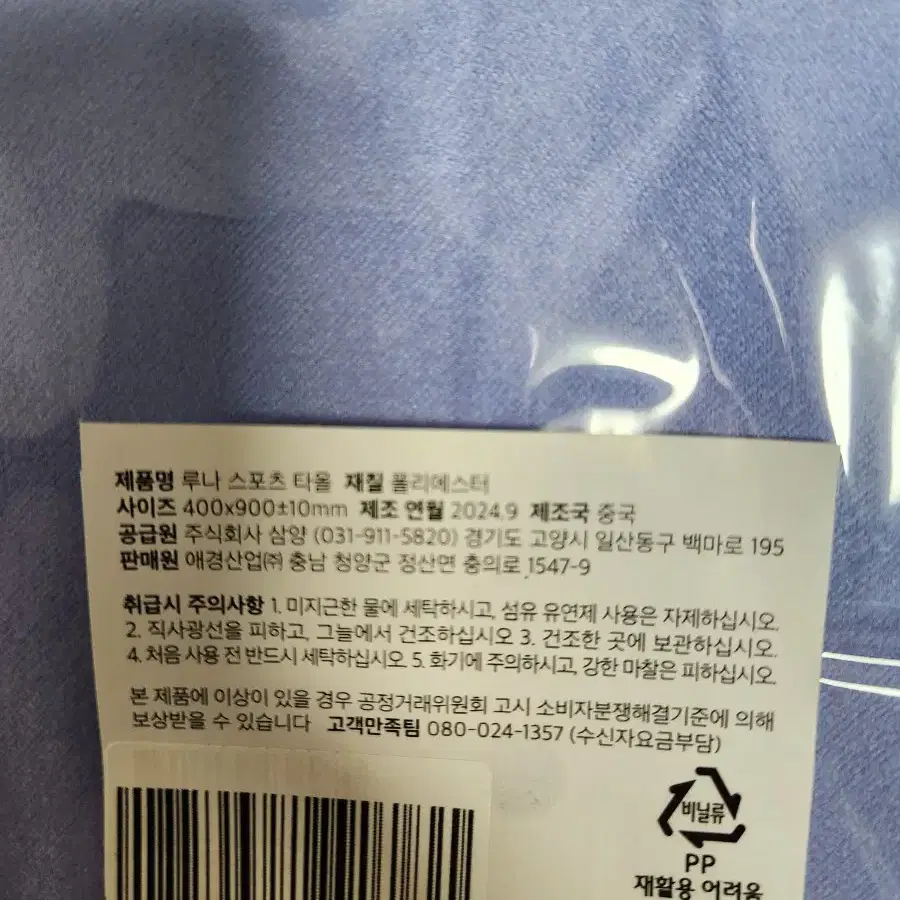 제품명 루나 스포츠 타올 재질 폴리에스터
사이즈 400x900±10mm 제조 연월 2024.9 제조국 중국
공급원 주식회사 삼양 (031-911-5820) 경기도 고양시 일산동구 백마로 195
판매원 애경산업㈜ 충남 청양군 정산면 충의로 1547-9
취급시 주의사항 1. 미지근한 물에 세탁하시고, 섬유 유연제 사용은 자제하십시오.
2. 직사광선을 피하고, 그늘에서 건조하십시오 3. 건조한 곳에 보관하십시오.
4. 처음 사용 전 반드시 세탁하십시오 5. 화기에 주의하시고, 강한 마찰은 피하십시오.
본 제품에 이상이 있을 경우 공정거래위원회 고시 소비자분쟁해결기준에 의해
보상받을 수 있습니다 고객만족팀 080-024-1357 (수신자요금부담)
비닐류
PP
재활용 어려움